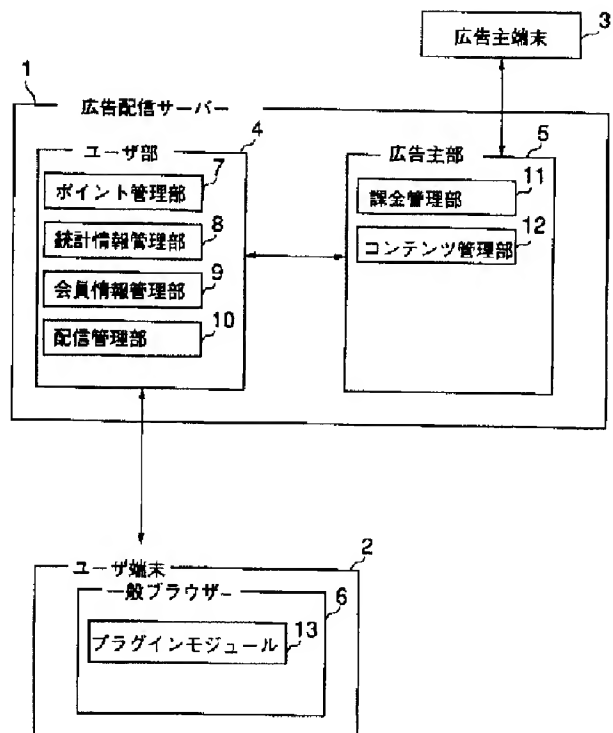 広告主端末
3
1
広告配信サーバー
4
ユーザ部
7
ポイント管理部
8
統計情報管理部
9
会員情報管理部
10
配信管理部
5
広告主部
11
課金管理部
12
コンテンツ管理部
2
ユーザ端末
一般ブラウザー
6
プラグインモジュール
13